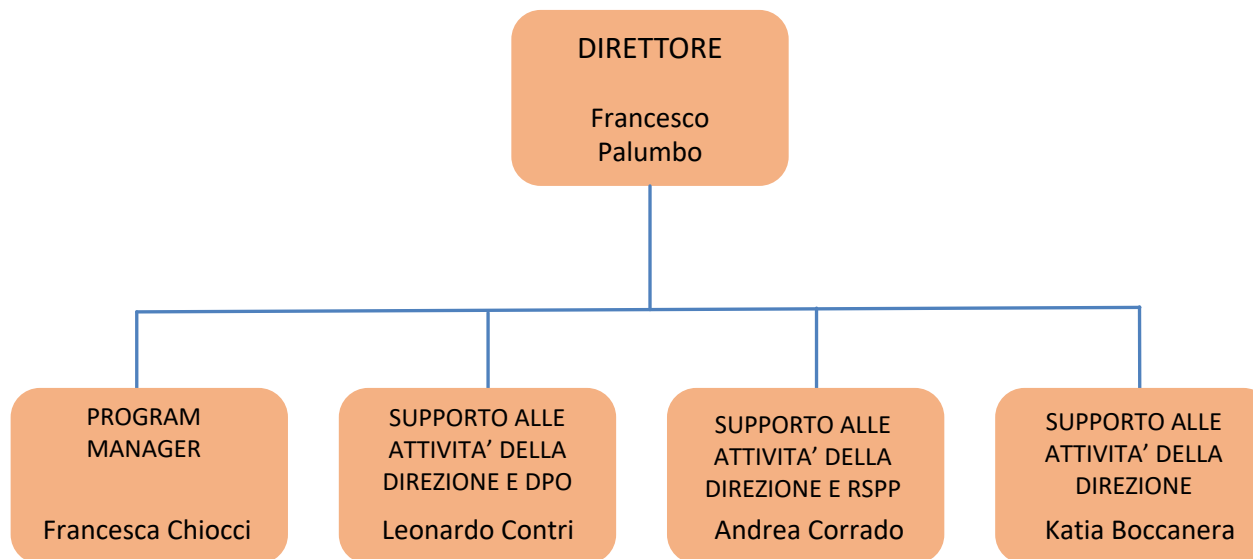 DIRETTORE
Francesco
Palumbo
PROGRAM
MANAGER
Francesca Chiocci
SUPPORTO ALLE
ATTIVITA’ DELLA
DIREZIONE E DPO
Leonardo Contri
SUPPORTO ALLE
ATTIVITA’ DELLA
DIREZIONE E RSPP
Andrea Corrado
SUPPORTO ALLE
ATTIVITA’ DELLA
DIREZIONE
Katia Boccanera